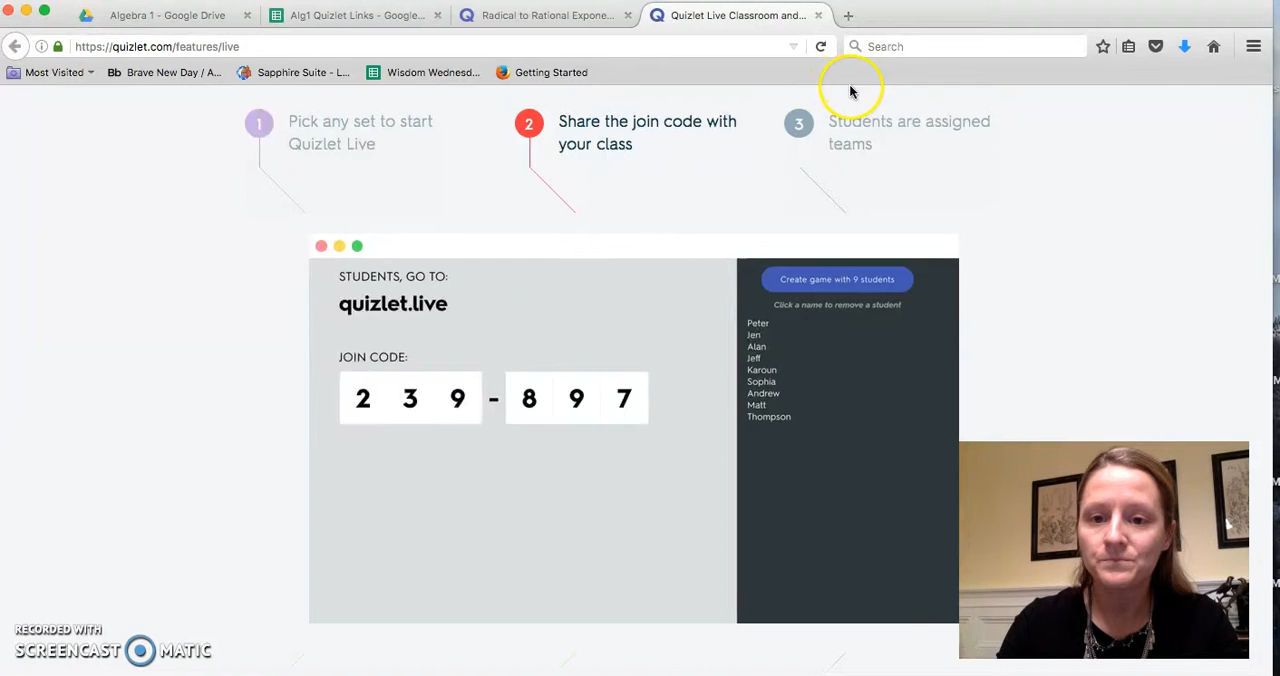 Algebra 1 - Google Drive
Alg1 Quizlet Links - Google...
Radical to Rational Expone...
Quizlet Live Classroom and...
https://quizlet.com/features/live
Search
Most Visited
Bb Brave New Day / A...
Sapphire Suite - L...
Wisdom Wednesd...
Getting Started
1 Pick any set to start
Quizlet Live
2 Share the join code with
your class
3 Students are assigned
teams
STUDENTS, GO TO:
quizlet.live
JOIN CODE:
2 3 9 - 8 9 7
Create game with 9 students
Click a name to remove a student
Peter
Jen
Alan
Jeff
Karoun
Sophia
Andrew
Matt
Thompson
RECORDED WITH
SCREENCAST MATIC